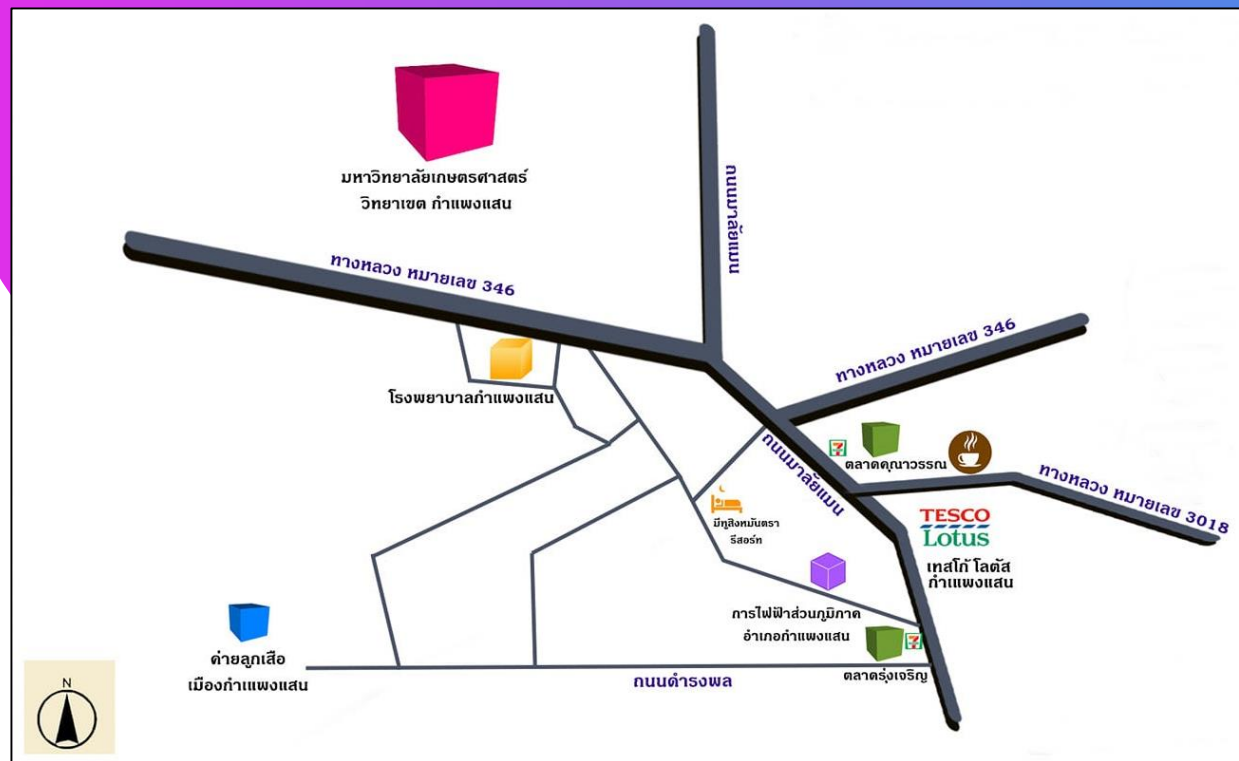 มหาวิทยาลัยเกษตรศาสตร์
วิทยาเขต กำแพงแสน
ถนนมาลัยแมน
ทางหลวง หมายเลข 346
ทางหลวง หมายเลข 346
โรงพยาบาลกำแพงแสน
ถนนมาลัยแมน
7
ตลาดคุณาวรรณ
ทางหลวง หมายเลข 3018
TESCO
Lotus
เทสโก้ โลตัส
กำแพงแสน
มีทูสิงหมันตรา
รีสอร์ท
การไฟฟ้าส่วนภูมิภาค
อำเภอกำแพงแสน
7
ตลาดรุ่งเจริญ
ค่ายลูกเสือ
เมืองกำแพงแสน
ถนนดำรงพล
N